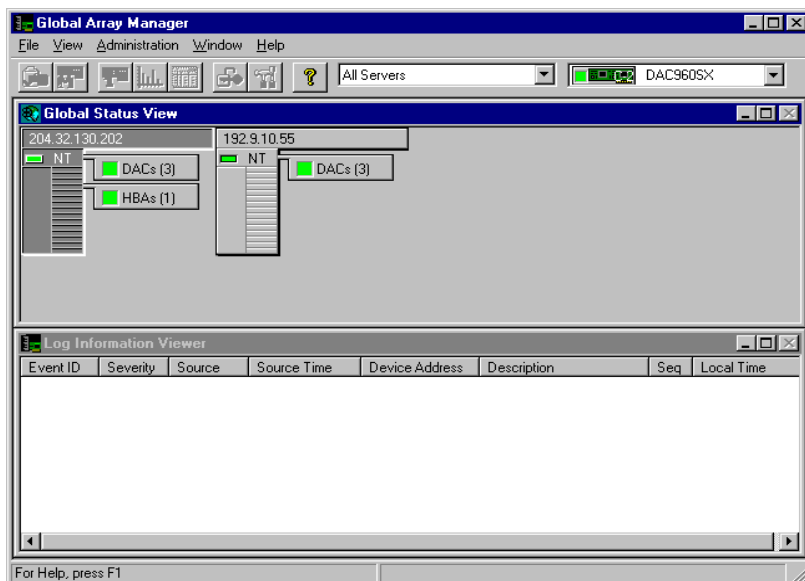 Global Array Manager
File View Administration Window Help
? All Servers DAC960SX
Global Status View
204.32.130.202 192.9.10.55
NT DACs (3) NT DACs (3)
HBAs (1)
Log Information Viewer
Event ID Severity Source Source Time Device Address Description Seq Local Time
For Help, press F1